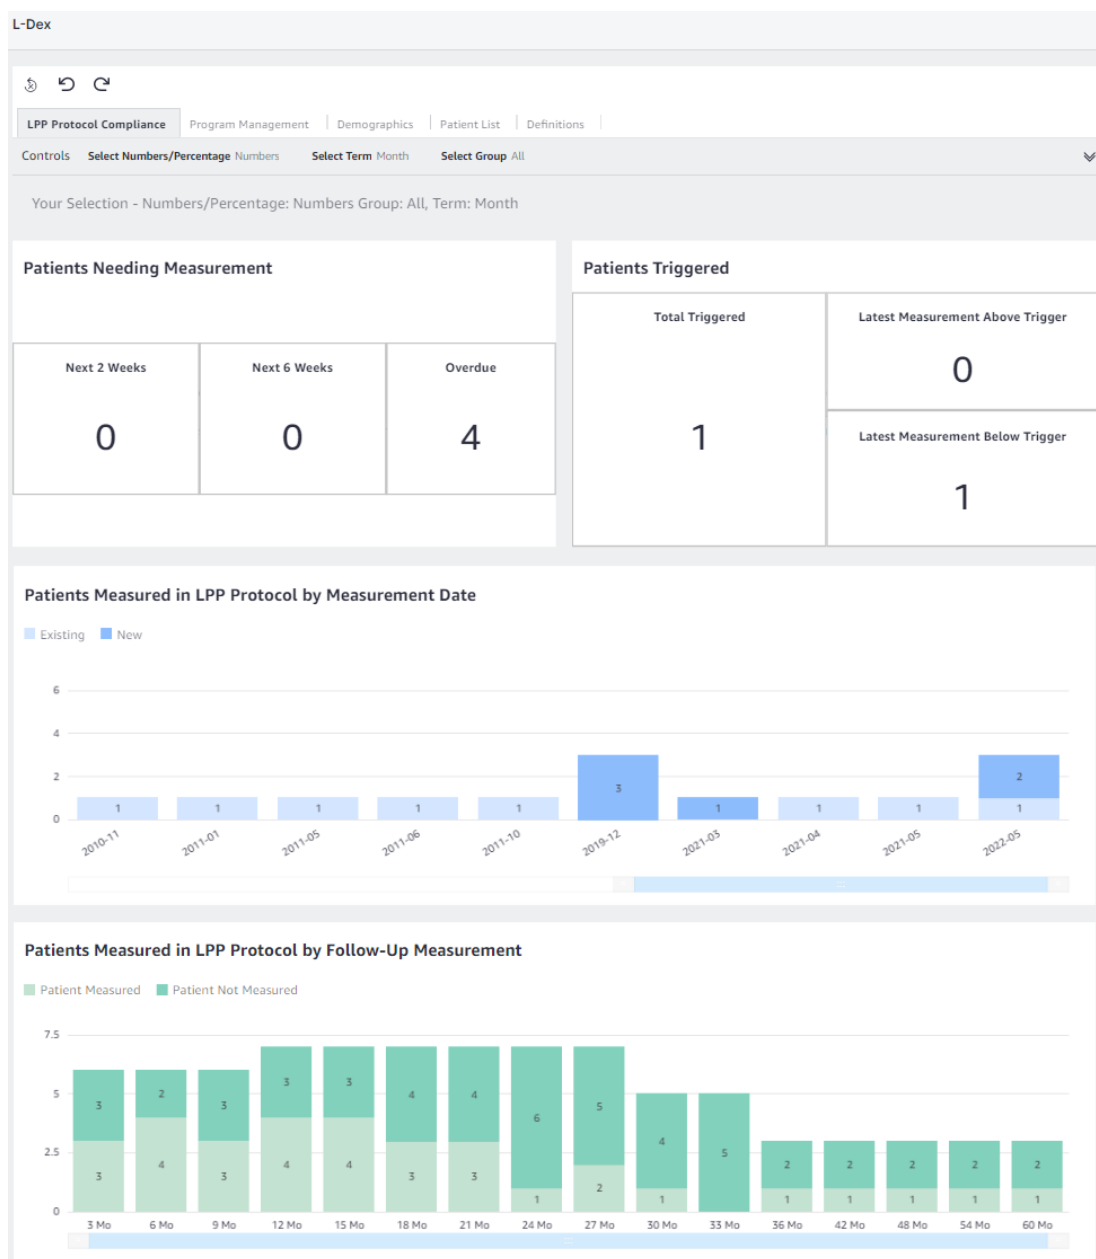 L-Dex
LPP Protocol Compliance Program Management Demographics Patient List Definitions
Controls Select Numbers/Percentage Numbers Select Term Month Select Group All
Your Selection - Numbers/Percentage: Numbers Group: All, Term: Month
Patients Needing Measurement
Next 2 Weeks Next 6 Weeks Overdue
0 0 4
Patients Triggered
Total Triggered
1
Latest Measurement Above Trigger
0
Latest Measurement Below Trigger
1
Patients Measured in LPP Protocol by Measurement Date
Existing New
6
4
2
0
3
2
1 1 1 1 1 1 1 1 1
2010-11 2011-01 2011-05 2011-06 2011-10 2019-12 2021-03 2021-04 2021-05 2022-05
Patients Measured in LPP Protocol by Follow-Up Measurement
Patient Measured Patient Not Measured
7.5
5
2.5
0
3 2 3 3 3 4 4 6 5 4 5 2 2 2 2 2
3 4 3 4 4 3 3 1 2 1 1 1 1 1 1
3 Mo 6 Mo 9 Mo 12 Mo 15 Mo 18 Mo 21 Mo 24 Mo 27 Mo 30 Mo 33 Mo 36 Mo 42 Mo 48 Mo 54 Mo 60 Mo